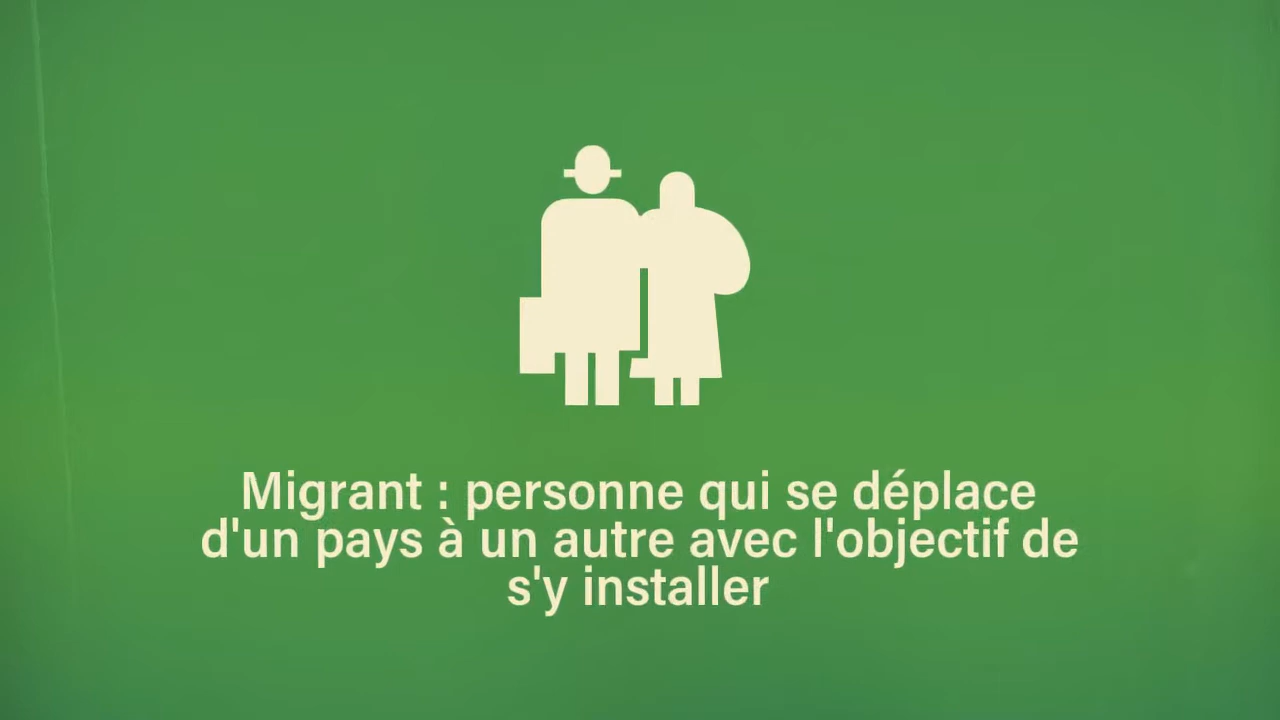 Migrant : personne qui se déplace
d'un pays à un autre avec l'objectif de
s'y installer